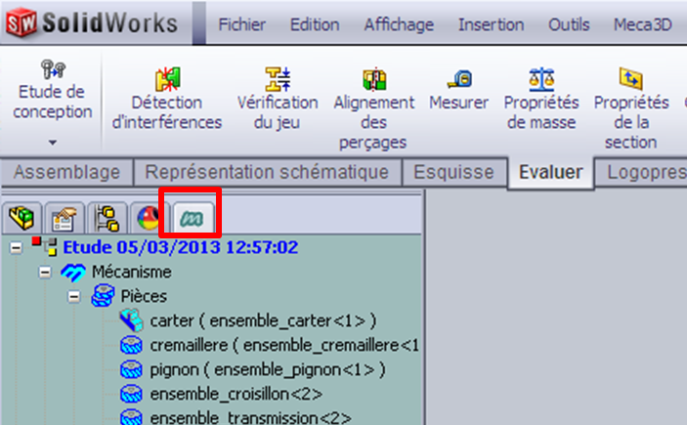 SolidWorks Fichier Edition Affichage Insertion Outils Meca3D
Etude de conception
Détection d'interférences
Vérification du jeu
Alignement des perçages
Mesurer
Propriétés de masse
Propriétés de la section
Assemblage Représentation schématique Esquisse Evaluer Logopres
Etude 05/03/2013 12:57:02
Mécanisme
Pièces
carter ( ensemble_carter<1> )
cremaillere ( ensemble_cremaillere<1
pignon ( ensemble_pignon<1> )
ensemble_croisillon<2>
ensemble_transmission<2>